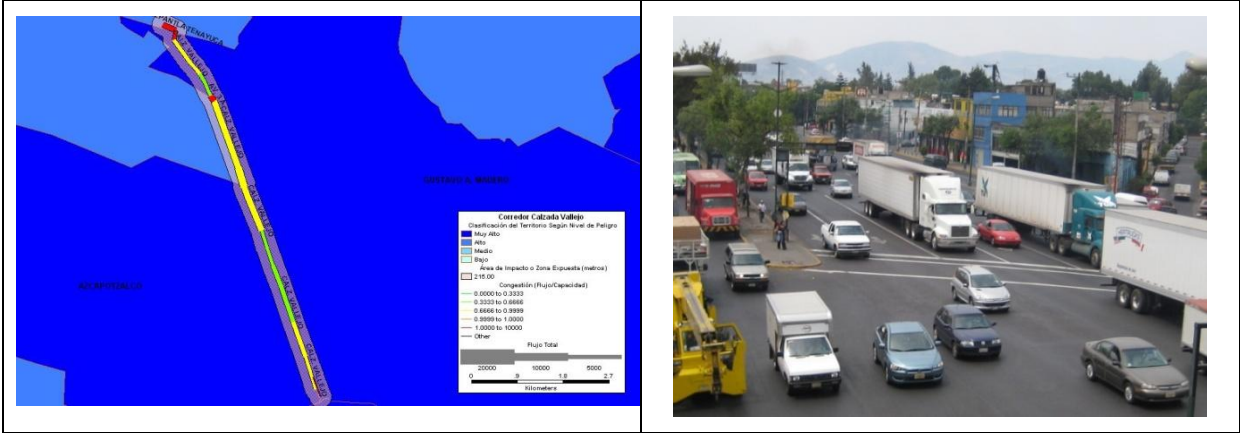 PANTLA TENAYUCA
CALZ. VALLEJO
CALZ. VALLEJO
CALZ. VALLEJO
CALZ. VALLEJO
CALZ. VALLEJO
GUSTAVO A. MADERO
AZCAPOTZALCO
Corredor Calzada Vallejo
Clasificación del Territorio Según Nivel de Peligro
Muy Alto
Alto
Medio
Bajo
Área de Impacto o Zona Expuesta (metros)
215.00
Congestión (Flujo/Capacidad)
0.0000 to 0.3333
0.3333 to 0.6666
0.6666 to 0.9999
0.9999 to 1.0000
1.0000 to 10000
Other
Flujo Total
20000 10000 5000
0 .9 1.8 2.7
Kilometers